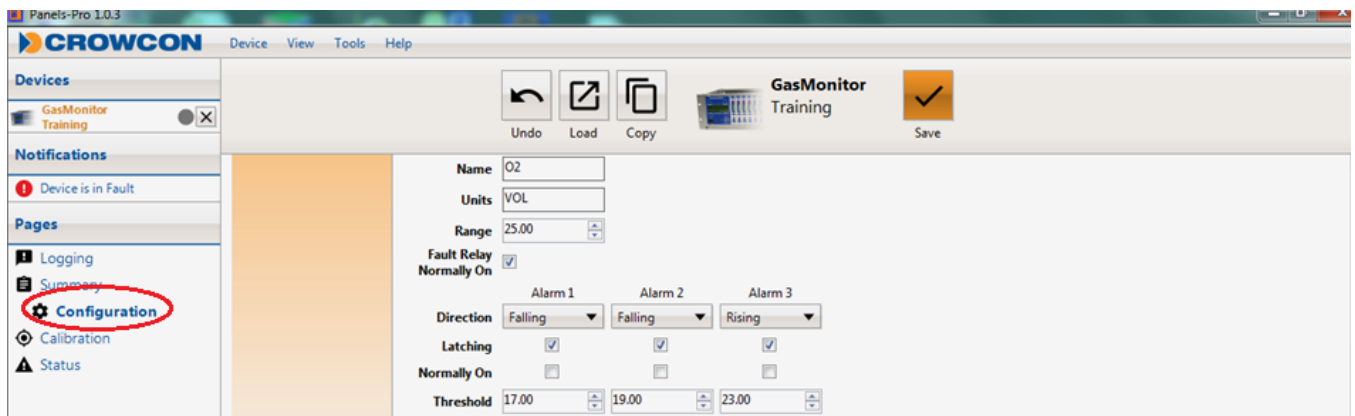 Panels-Pro 1.0.3
CROWCON Device View Tools Help
Devices
GasMonitor
Training
Notifications
Device is in Fault
Pages
Logging
Summary
Configuration
Calibration
Status
Undo Load Copy
GasMonitor
Training
Save
Name O2
Units VOL
Range 25.00
Fault Relay
Normally On
Alarm 1 Alarm 2 Alarm 3
Direction Falling Falling Rising
Latching
Normally On
Threshold 17.00 19.00 23.00